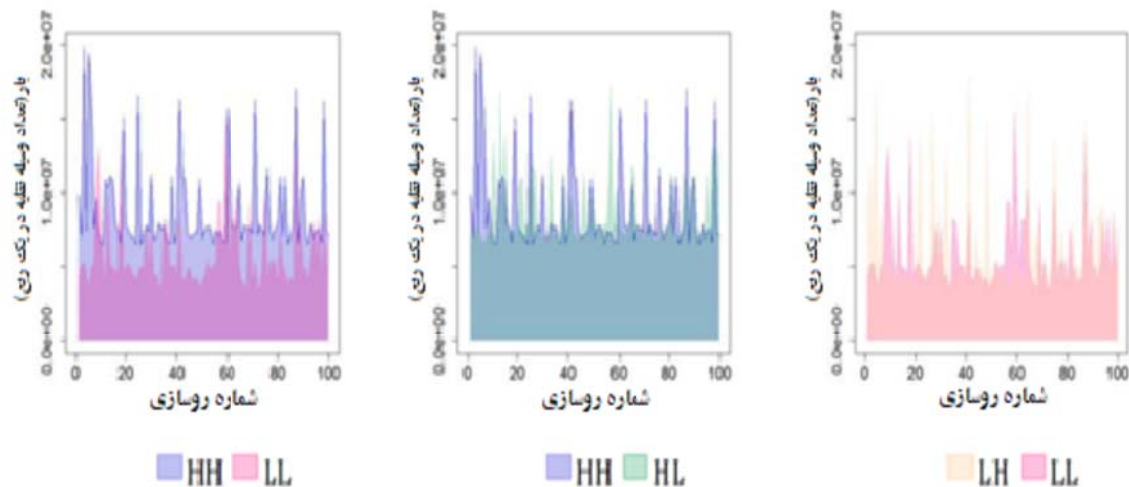 بار(تعداد وسیله نقلیه در یک ربع)
2.0e+07
1.0e+07
0.0e+00
0 20 40 60 80 100
شماره روسازی
HH LL
بار(تعداد وسیله نقلیه در یک ربع)
2.0e+07
1.0e+07
0.0e+00
0 20 40 60 80 100
شماره روسازی
HH HL
بار(تعداد وسیله نقلیه در یک ربع)
2.0e+07
1.0e+07
0.0e+00
0 20 40 60 80 100
شماره روسازی
LH LL